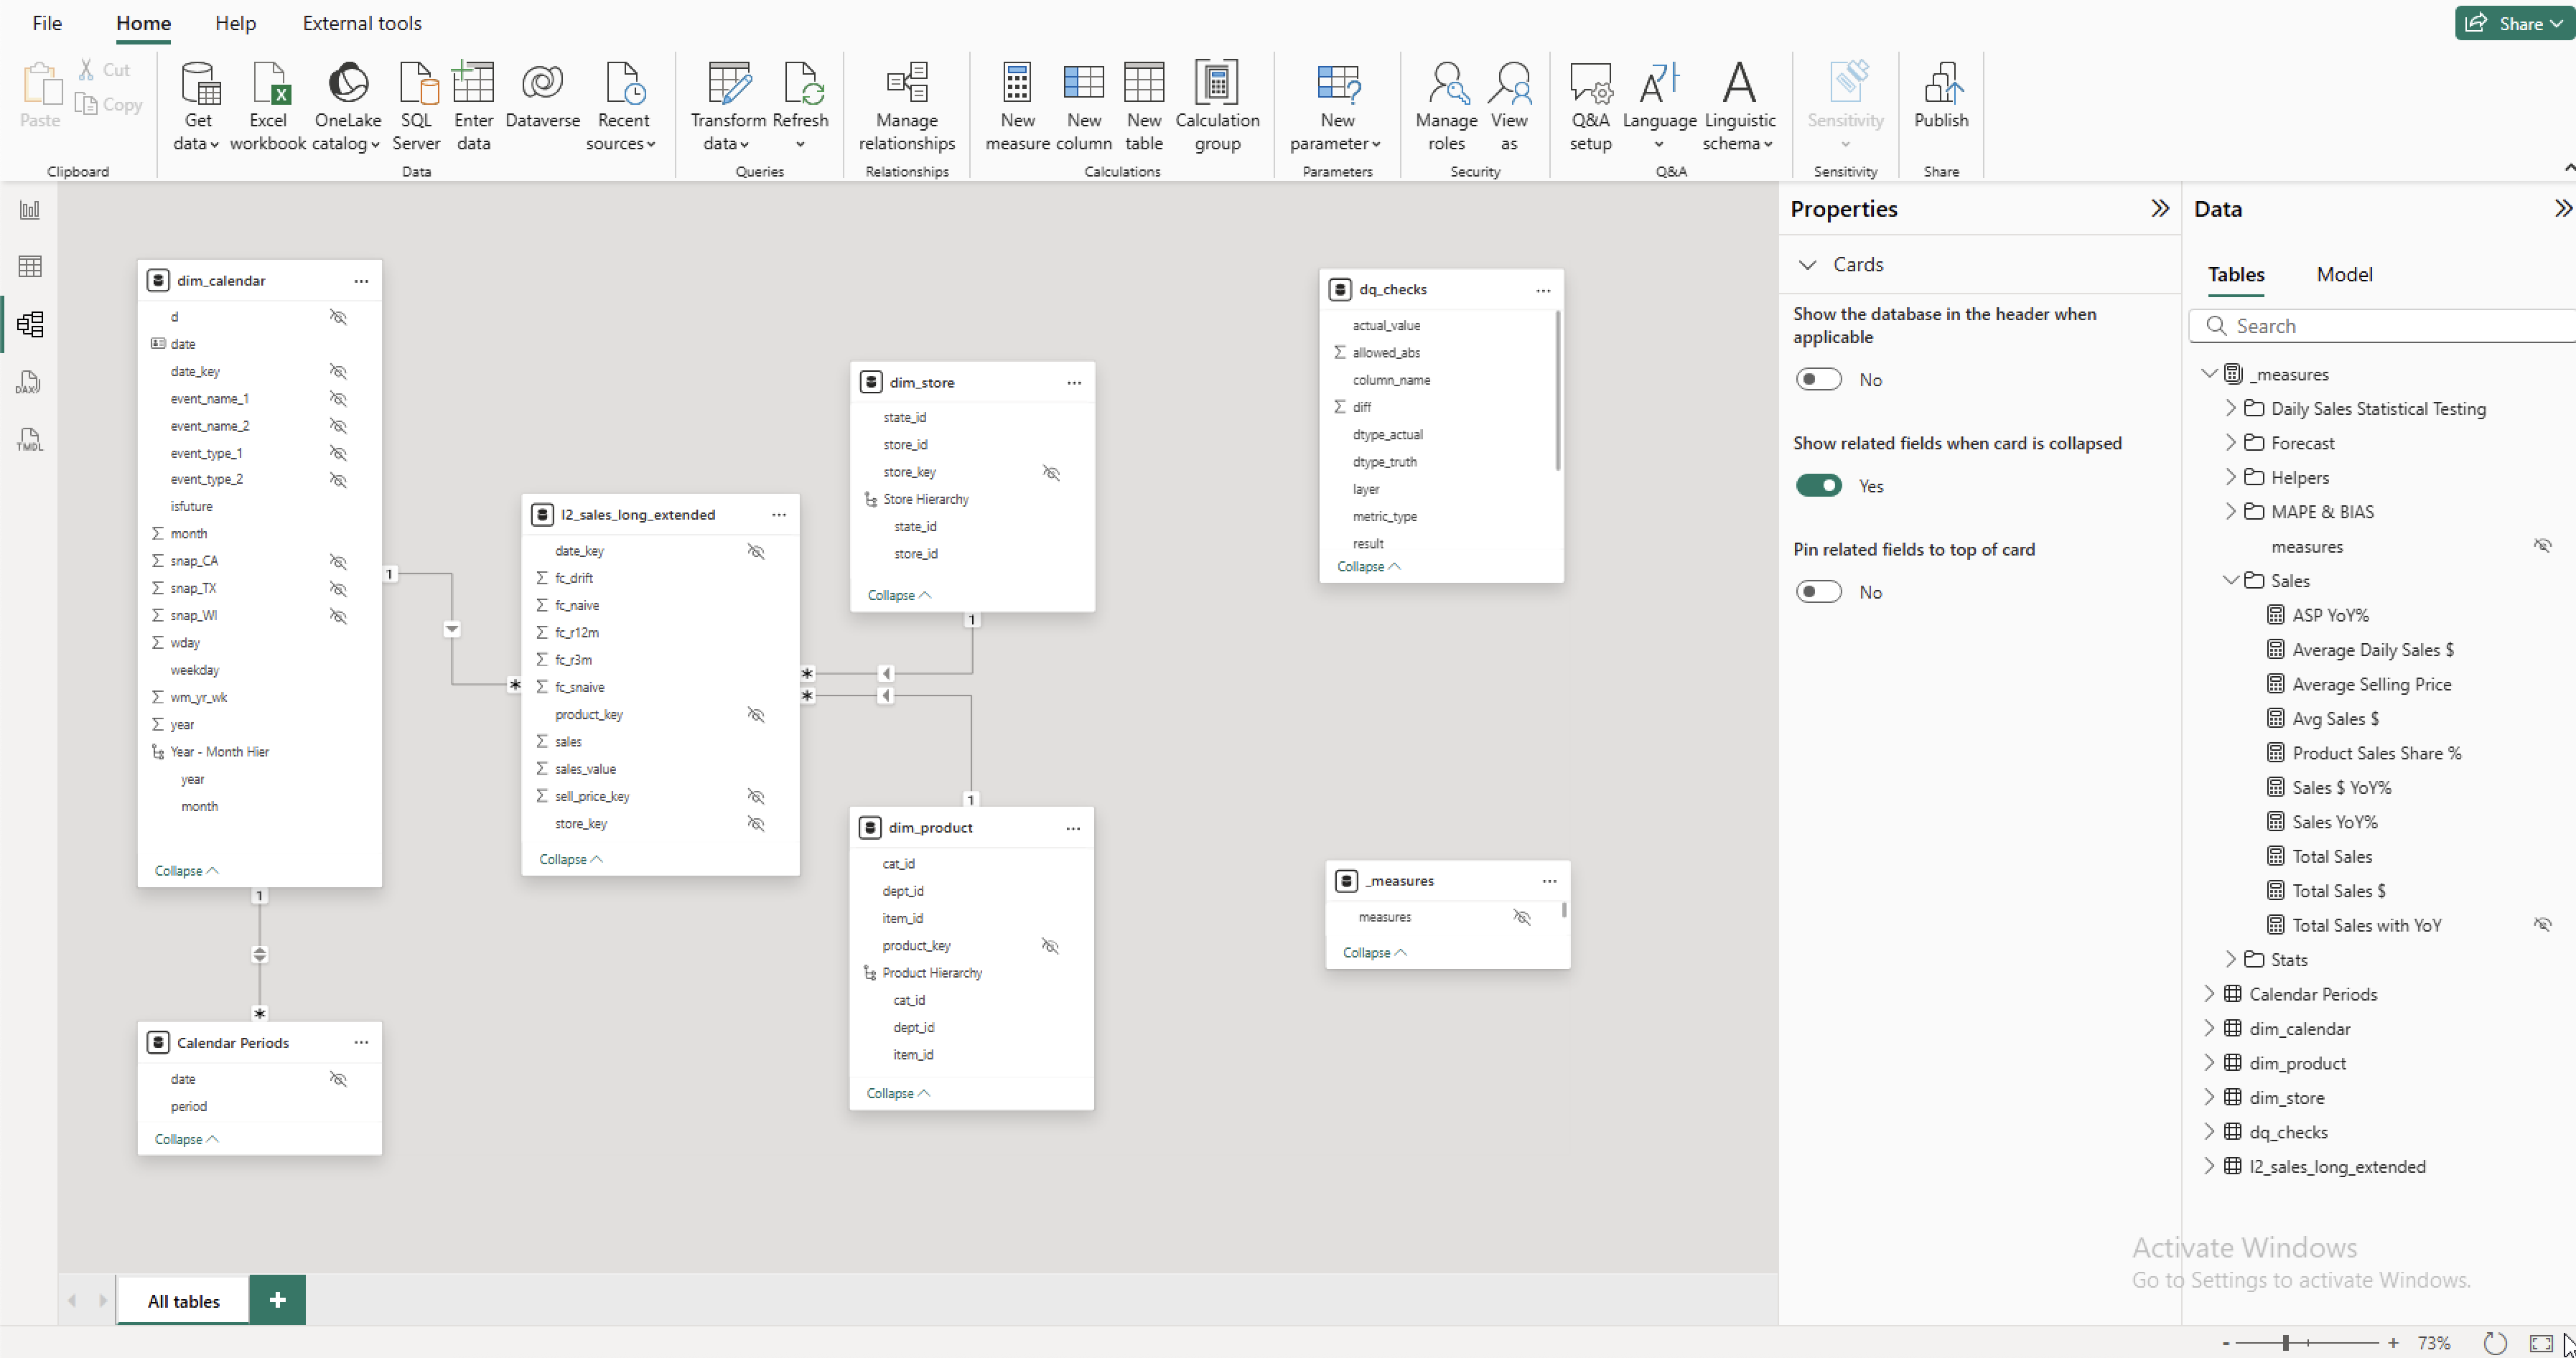 File Home Help External tools Share
Paste Cut
Copy
Clipboard
Get data
Excel workbook
OneLake catalog
SQL Server
Enter data
Dataverse
Recent sources
Data
Transform data
Refresh
Queries
Manage relationships
Relationships
New measure
New column
New table
Calculation group
Calculations
New parameter
Parameters
Manage roles
View as
Security
Q&A setup
Language
Linguistic schema
Q&A
Sensitivity
Sensitivity
Publish
Share
DAX
TMDL
dim_calendar
d
date
date_key
event_name_1
event_name_2
event_type_1
event_type_2
isfuture
month
snap_CA
snap_TX
snap_WI
wday
weekday
wm_yr_wk
year
Year - Month Hier
year
month
Collapse
1
*
1
*
Calendar Periods
date
period
Collapse
l2_sales_long_extended
date_key
fc_drift
fc_naive
fc_r12m
fc_r3m
fc_snaive
product_key
sales
sales_value
sell_price_key
store_key
Collapse
*
*
dim_store
state_id
store_id
store_key
Store Hierarchy
state_id
store_id
Collapse
1
1
dim_product
cat_id
dept_id
item_id
product_key
Product Hierarchy
cat_id
dept_id
item_id
Collapse
dq_checks
actual_value
allowed_abs
column_name
diff
dtype_actual
dtype_truth
layer
metric_type
result
Collapse
_measures
measures
Collapse
Properties
Cards
Show the database in the header when
applicable
No
Show related fields when card is collapsed
Yes
Pin related fields to top of card
No
Data
Tables Model
Search
_measures
Daily Sales Statistical Testing
Forecast
Helpers
MAPE & BIAS
measures
Sales
ASP YoY%
Average Daily Sales $
Average Selling Price
Avg Sales $
Product Sales Share %
Sales $ YoY%
Sales YoY%
Total Sales
Total Sales $
Total Sales with YoY
Stats
Calendar Periods
dim_calendar
dim_product
dim_store
dq_checks
l2_sales_long_extended
Activate Windows
Go to Settings to activate Windows.
All tables +
- + 73%